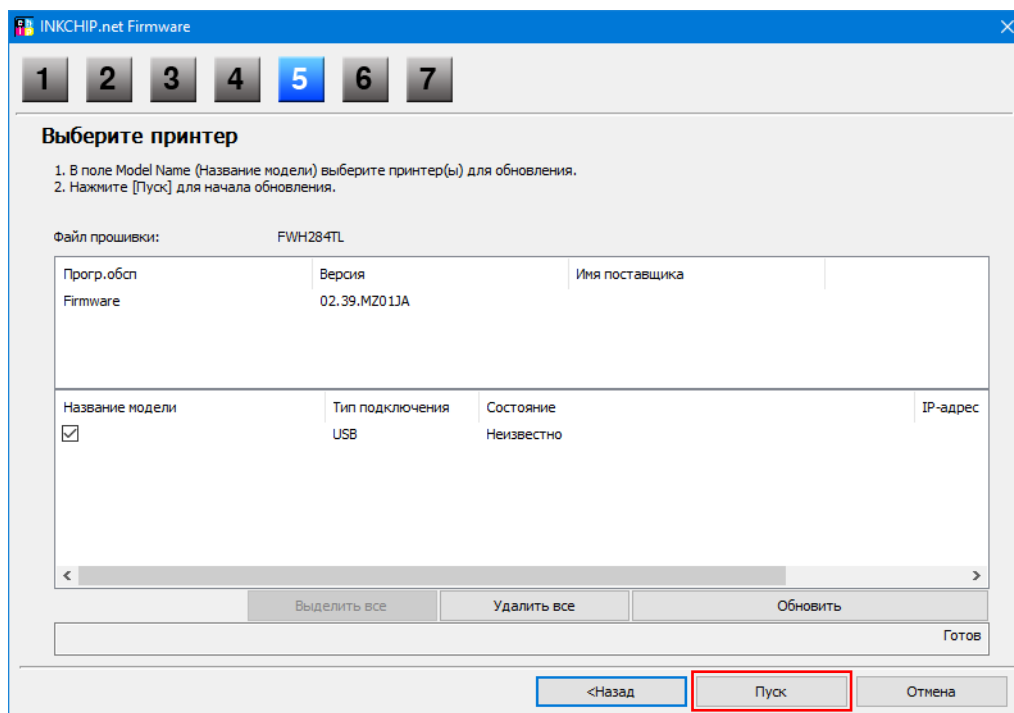 INKCHIP.net Firmware
1 2 3 4 5 6 7
Выберите принтер
1. В поле Model Name (Название модели) выберите принтер(ы) для обновления.
2. Нажмите [Пуск] для начала обновления.
Файл прошивки: FWH284TL
Прогр.обсп Версия Имя поставщика
Firmware 02.39.MZ01JA
Название модели Тип подключения Состояние IP-адрес
USB Неизвестно
Выделить все Удалить все Обновить
Готов
<Назад Пуск Отмена